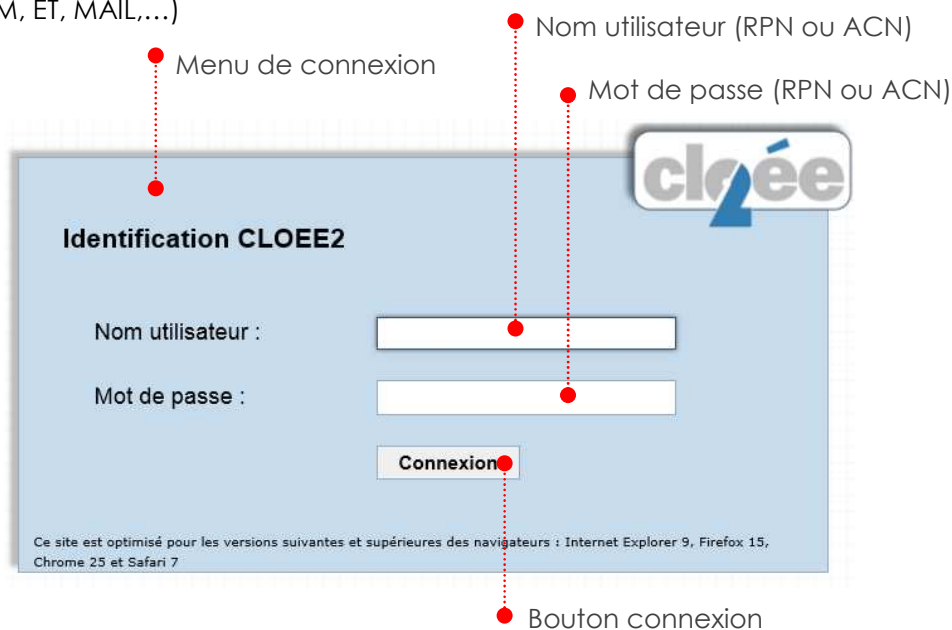 M, ET, MAIL,…)
Nom utilisateur (RPN ou ACN)
Menu de connexion
Mot de passe (RPN ou ACN)
cloée
2
Identification CLOEE2
Nom utilisateur :
Mot de passe :
Connexion
Ce site est optimisé pour les versions suivantes et supérieures des navigateurs : Internet Explorer 9, Firefox 15,
Chrome 25 et Safari 7
Bouton connexion